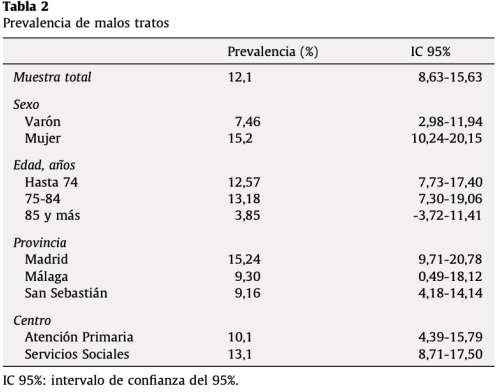 Tabla 2
Prevalencia de malos tratos
Prevalencia (%) IC 95%
Muestra total 12,1 8,63-15,63
Sexo
Varón 7,46 2,98-11,94
Mujer 15,2 10,24-20,15
Edad, años
Hasta 74 12,57 7,73-17,40
75-84 13,18 7,30-19,06
85 y más 3,85 -3,72-11,41
Provincia
Madrid 15,24 9,71-20,78
Málaga 9,30 0,49-18,12
San Sebastián 9,16 4,18-14,14
Centro
Atención Primaria 10,1 4,39-15,79
Servicios Sociales 13,1 8,71-17,50
IC 95%: intervalo de confianza del 95%.